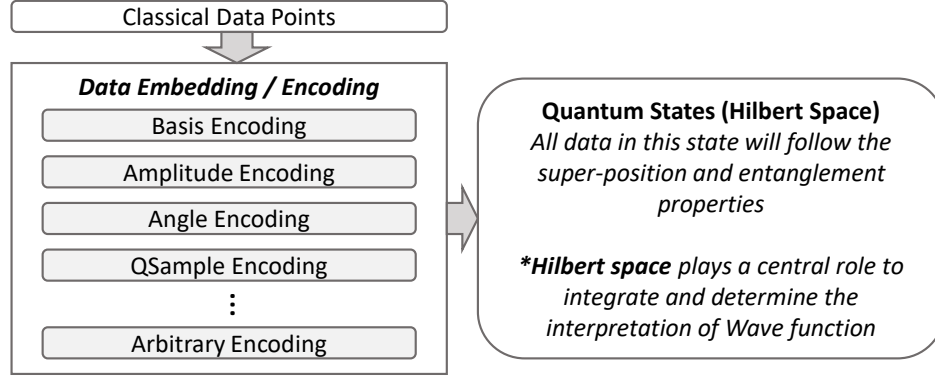 Classical Data Points
Data Embedding / Encoding
Basis Encoding
Amplitude Encoding
Angle Encoding
QSample Encoding
⋮
Arbitrary Encoding
Quantum States (Hilbert Space)
All data in this state will follow the
super-position and entanglement
properties
*Hilbert space plays a central role to
integrate and determine the
interpretation of Wave function